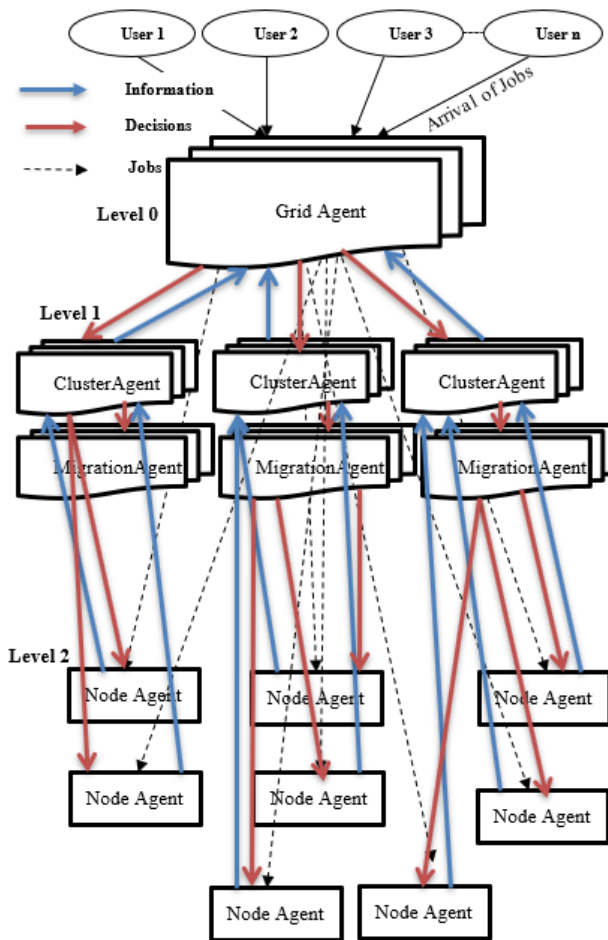 User 1
User 2
User 3
User n
Information
Arrival of Jobs
Decisions
Jobs
Level 0
Grid Agent
Level 1
ClusterAgent
ClusterAgent
ClusterAgent
MigrationAgent
MigrationAgent
MigrationAgent
Level 2
Node Agent
Node Agent
Node Agent
Node Agent
Node Agent
Node Agent
Node Agent
Node Agent